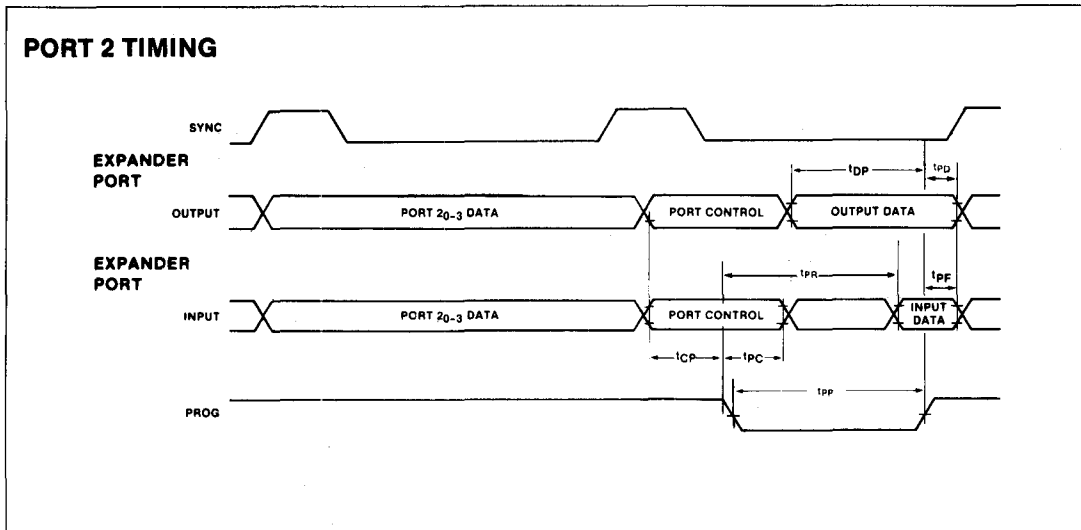 PORT 2 TIMING
SYNC
EXPANDER
PORT
tDP
tPD
OUTPUT
PORT 20-3 DATA
PORT CONTROL
OUTPUT DATA
EXPANDER
PORT
tPR
tPF
INPUT
PORT 20-3 DATA
PORT CONTROL
INPUT
DATA
tCP
tPC
tPP
PROG